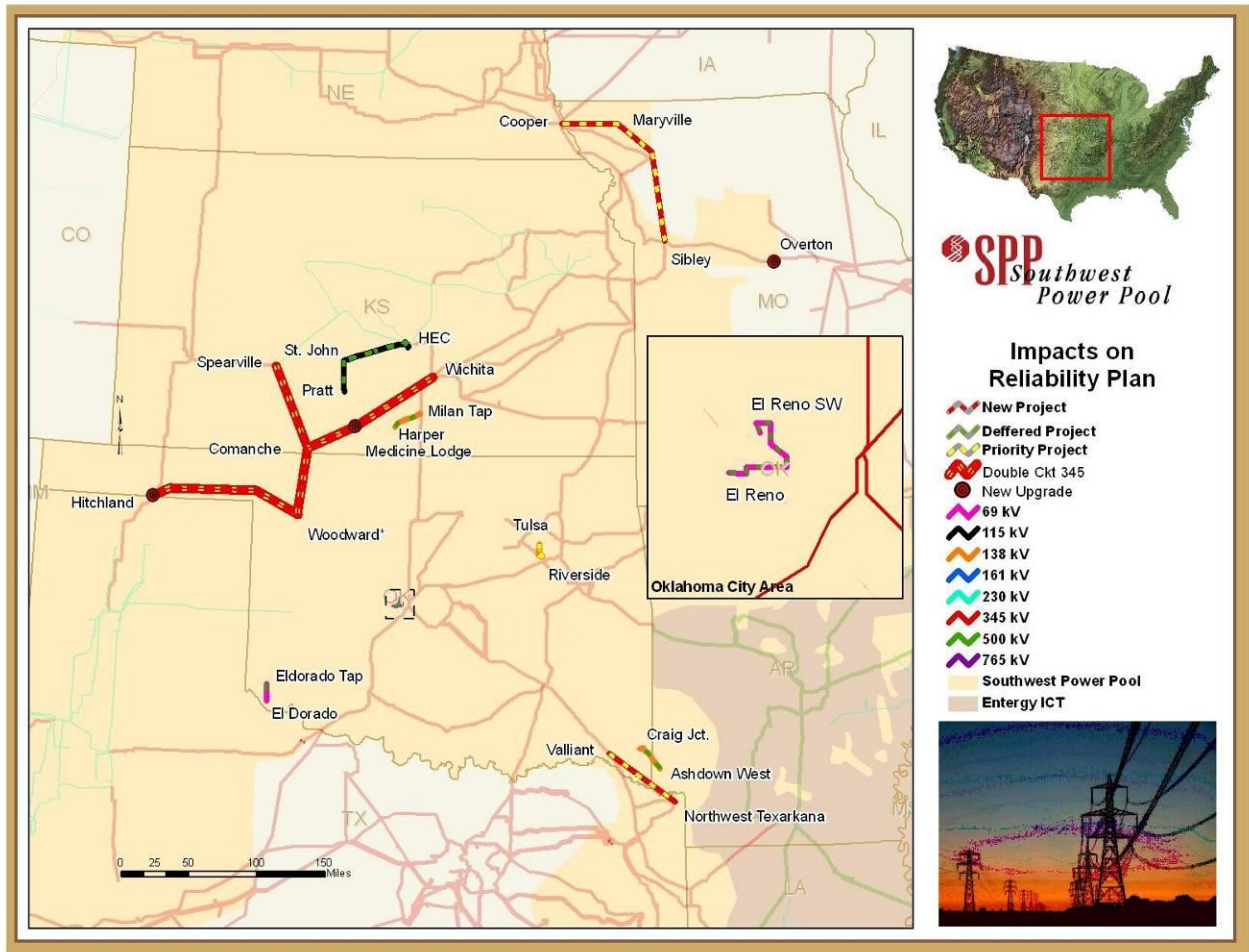 NE
IA
IL
CO
KS
MO
OK
AR
TX
LA
Cooper
Maryville
Sibley
Overton
HEC
St. John
Spearville
Pratt
Wichita
Milan Tap
Harper
Medicine Lodge
Comanche
Hitchland
Woodward*
Tulsa
Riverside
Eldorado Tap
El Dorado
Valliant
Craig Jct.
Ashdown West
Northwest Texarkana
N
0 25 50 100 150
Miles
El Reno SW
OK
El Reno
Oklahoma City Area
SPP
Southwest
Power Pool
Impacts on
Reliability Plan
New Project
Deffered Project
Priority Project
Double Ckt 345
New Upgrade
69 kV
115 kV
138 kV
161 kV
230 kV
345 kV
500 kV
765 kV
Southwest Power Pool
Entergy ICT